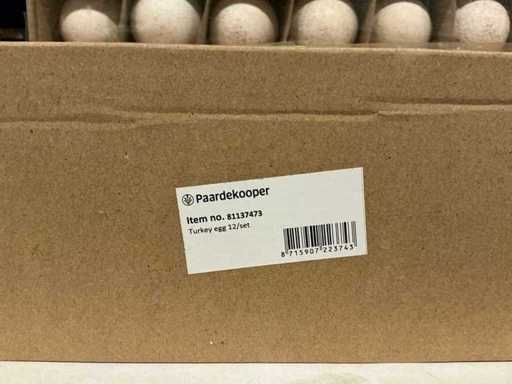 Paardekooper
Item no. 81137473
Turkey egg 12/set
8 715907 223743